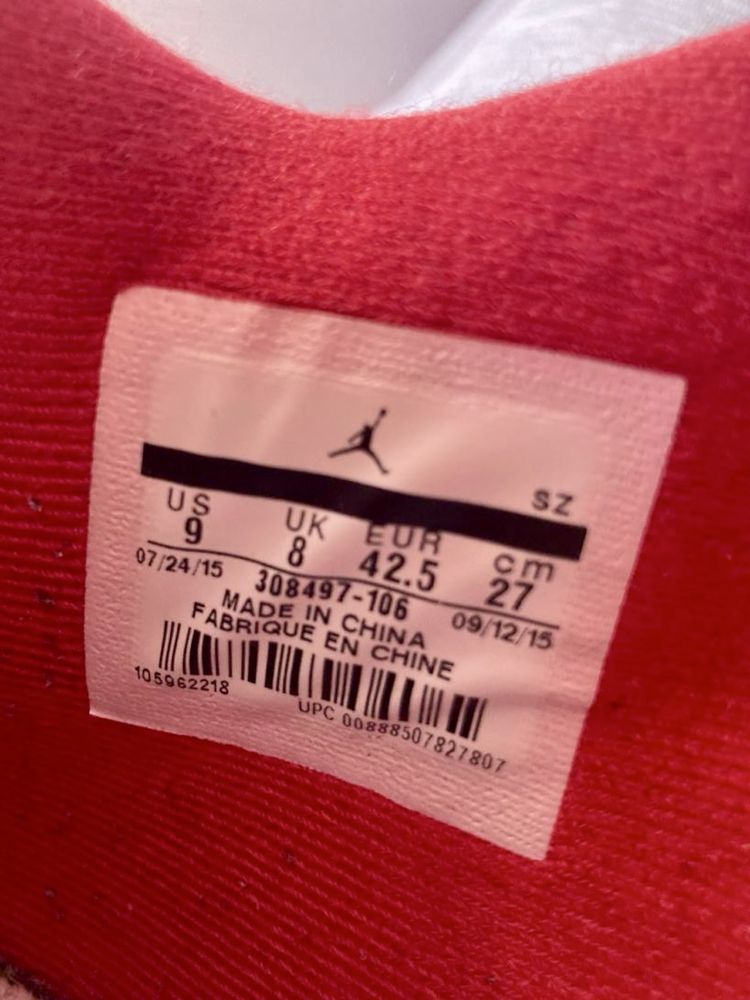 SZ
US UK EUR cm
9 8 42.5 27
07/24/15 308497-106 09/12/15
MADE IN CHINA
FABRIQUE EN CHINE
105962218
UPC 00888507827807